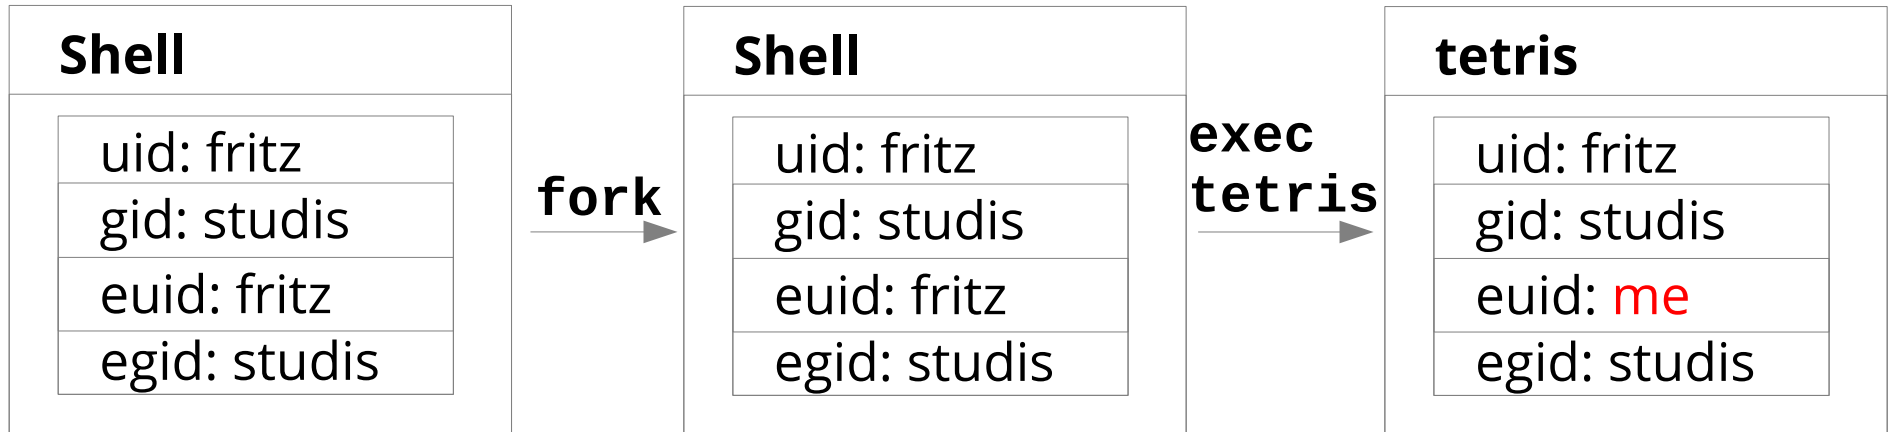 Shell
uid: fritz
gid: studis
euid: fritz
egid: studis
fork
Shell
uid: fritz
gid: studis
euid: fritz
egid: studis
exec
tetris
tetris
uid: fritz
gid: studis
euid: me
egid: studis